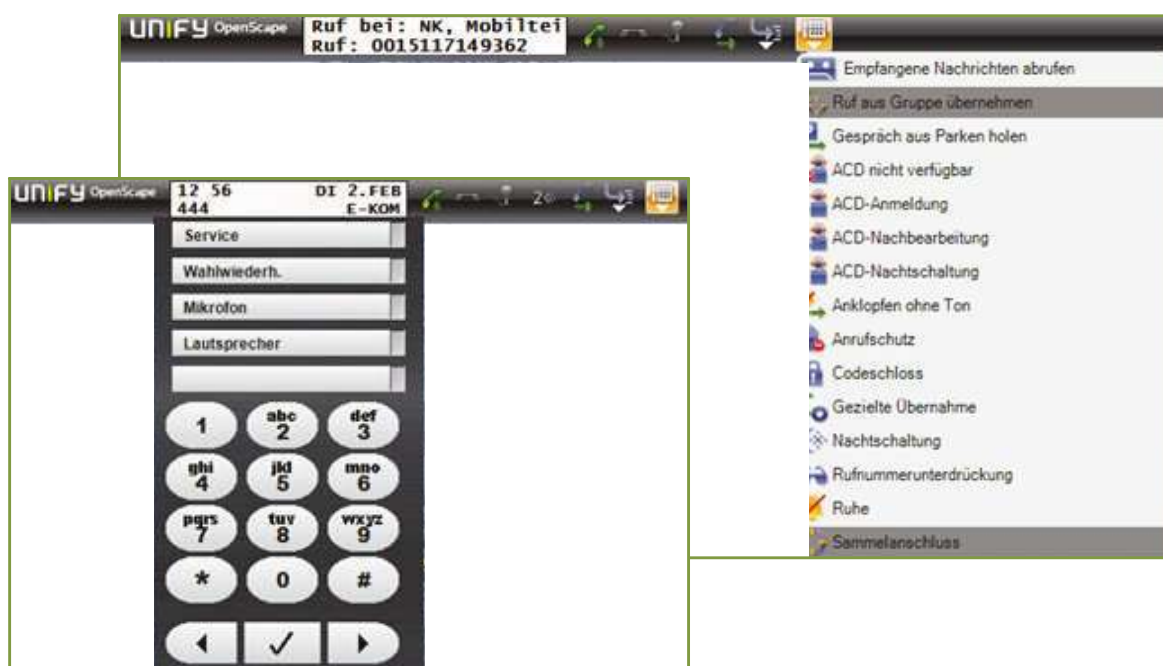 UNIFY OpenScape
Ruf bei: NK, Mobiltei
Ruf: 0015117149362
Empfangene Nachrichten abrufen
Ruf aus Gruppe übernehmen
Gespräch aus Parken holen
ACD nicht verfügbar
ACD-Anmeldung
ACD-Nachbearbeitung
ACD-Nachtschaltung
Anklopfen ohne Ton
Anrufschutz
Codeschloss
Gezielte Übernahme
Nachtschaltung
Rufnummerunterdrückung
Ruhe
Sammelanschluss
UNIFY OpenScape
12 56 DI 2.FEB
444 E-KOM
Service
Wahlwiederh.
Mikrofon
Lautsprecher
1 abc 2 def 3
ghi 4 jkl 5 mno 6
pqrs 7 tuv 8 wxyz 9
* 0 #